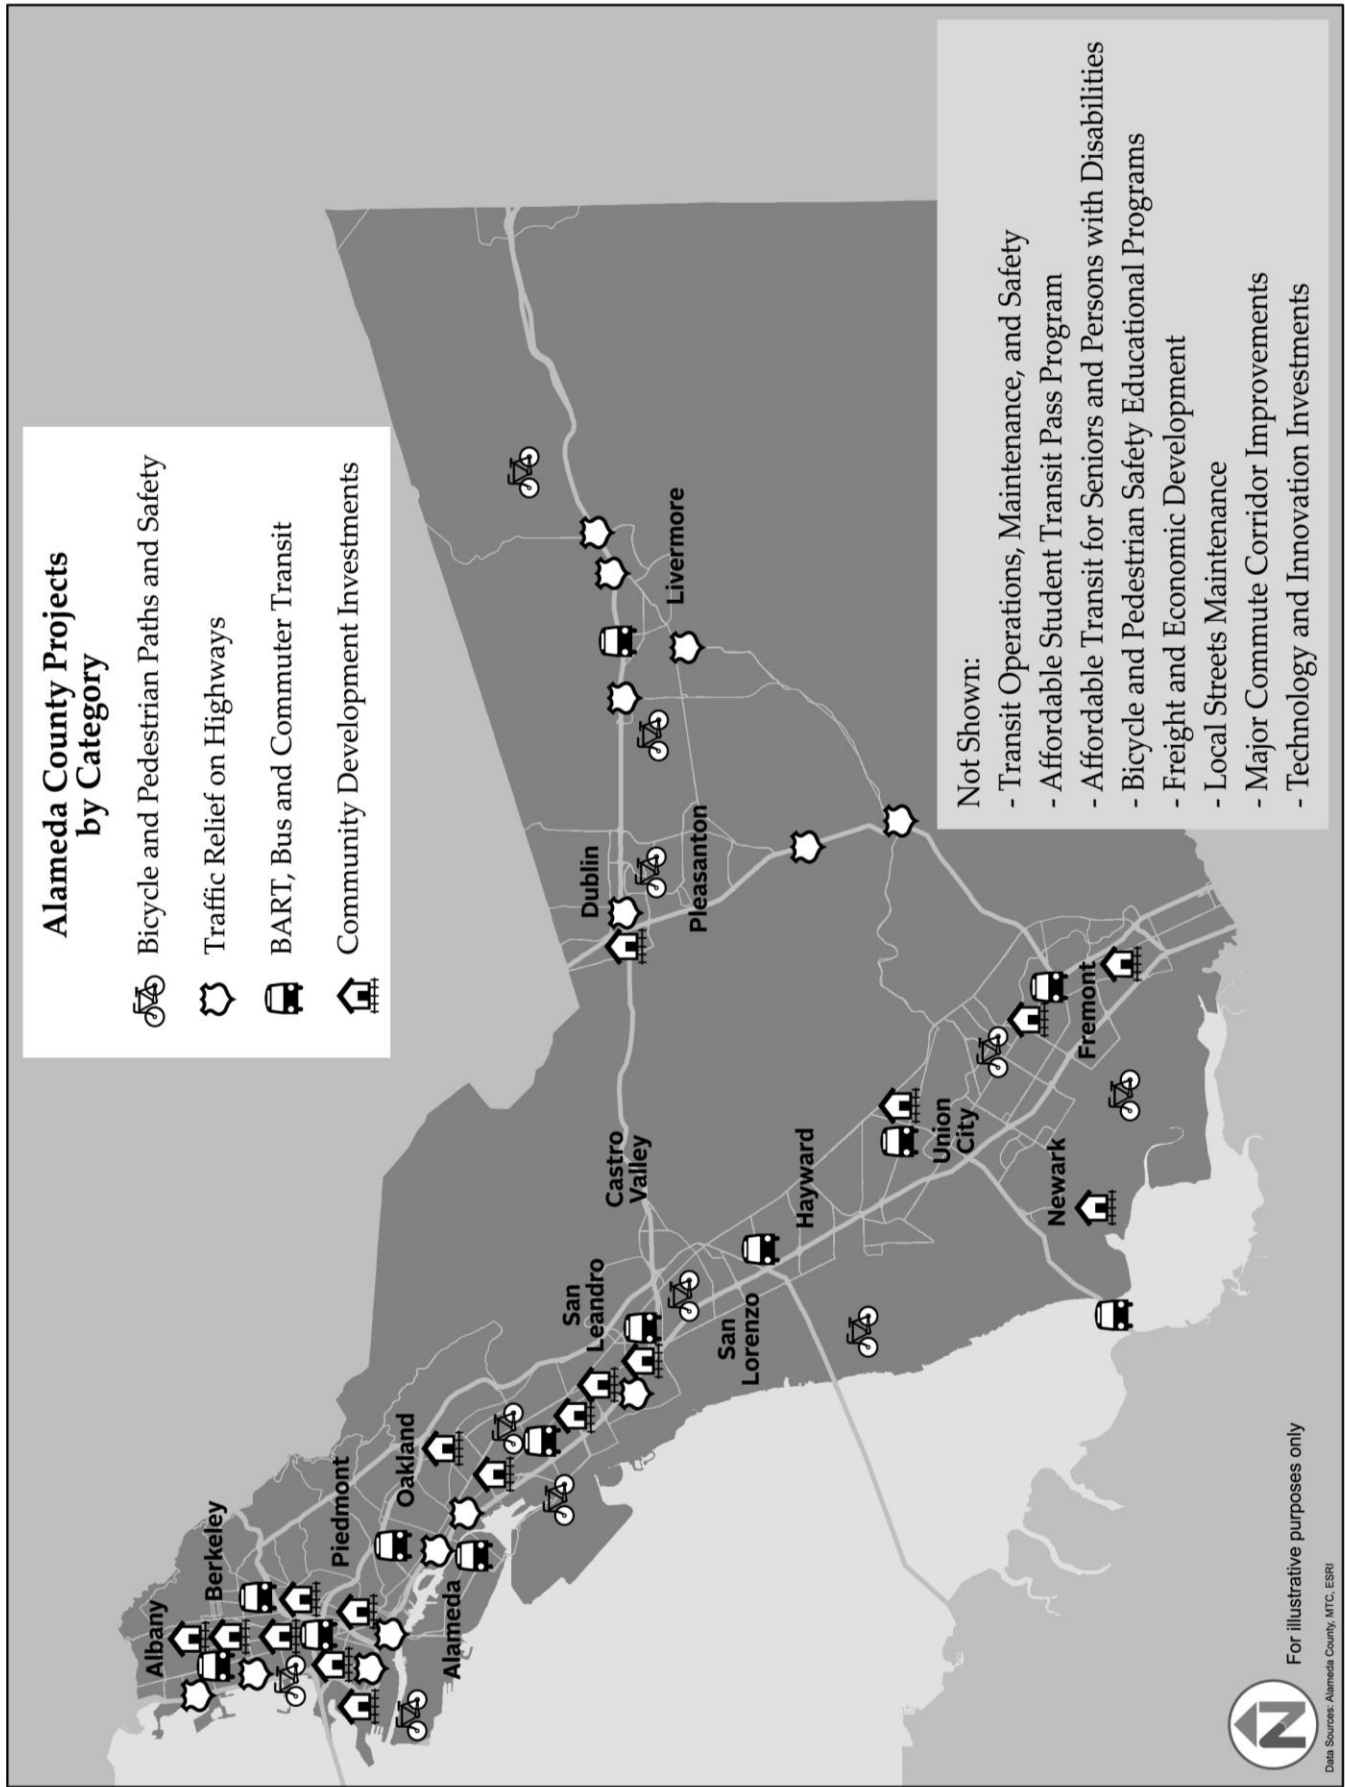 Alameda County Projects
by Category
Bicycle and Pedestrian Paths and Safety
Traffic Relief on Highways
BART, Bus and Commuter Transit
Community Development Investments
Albany
Berkeley
Piedmont
Oakland
Alameda
San
Leandro
San
Lorenzo
Castro
Valley
Hayward
Union
City
Newark
Fremont
Dublin
Pleasanton
Livermore
Not Shown:
- Transit Operations, Maintenance, and Safety
- Affordable Student Transit Pass Program
- Affordable Transit for Seniors and Persons with Disabilities
- Bicycle and Pedestrian Safety Educational Programs
- Freight and Economic Development
- Local Streets Maintenance
- Major Commute Corridor Improvements
- Technology and Innovation Investments
N
For illustrative purposes only
Data Sources: Alameda County, MTC, ESRI